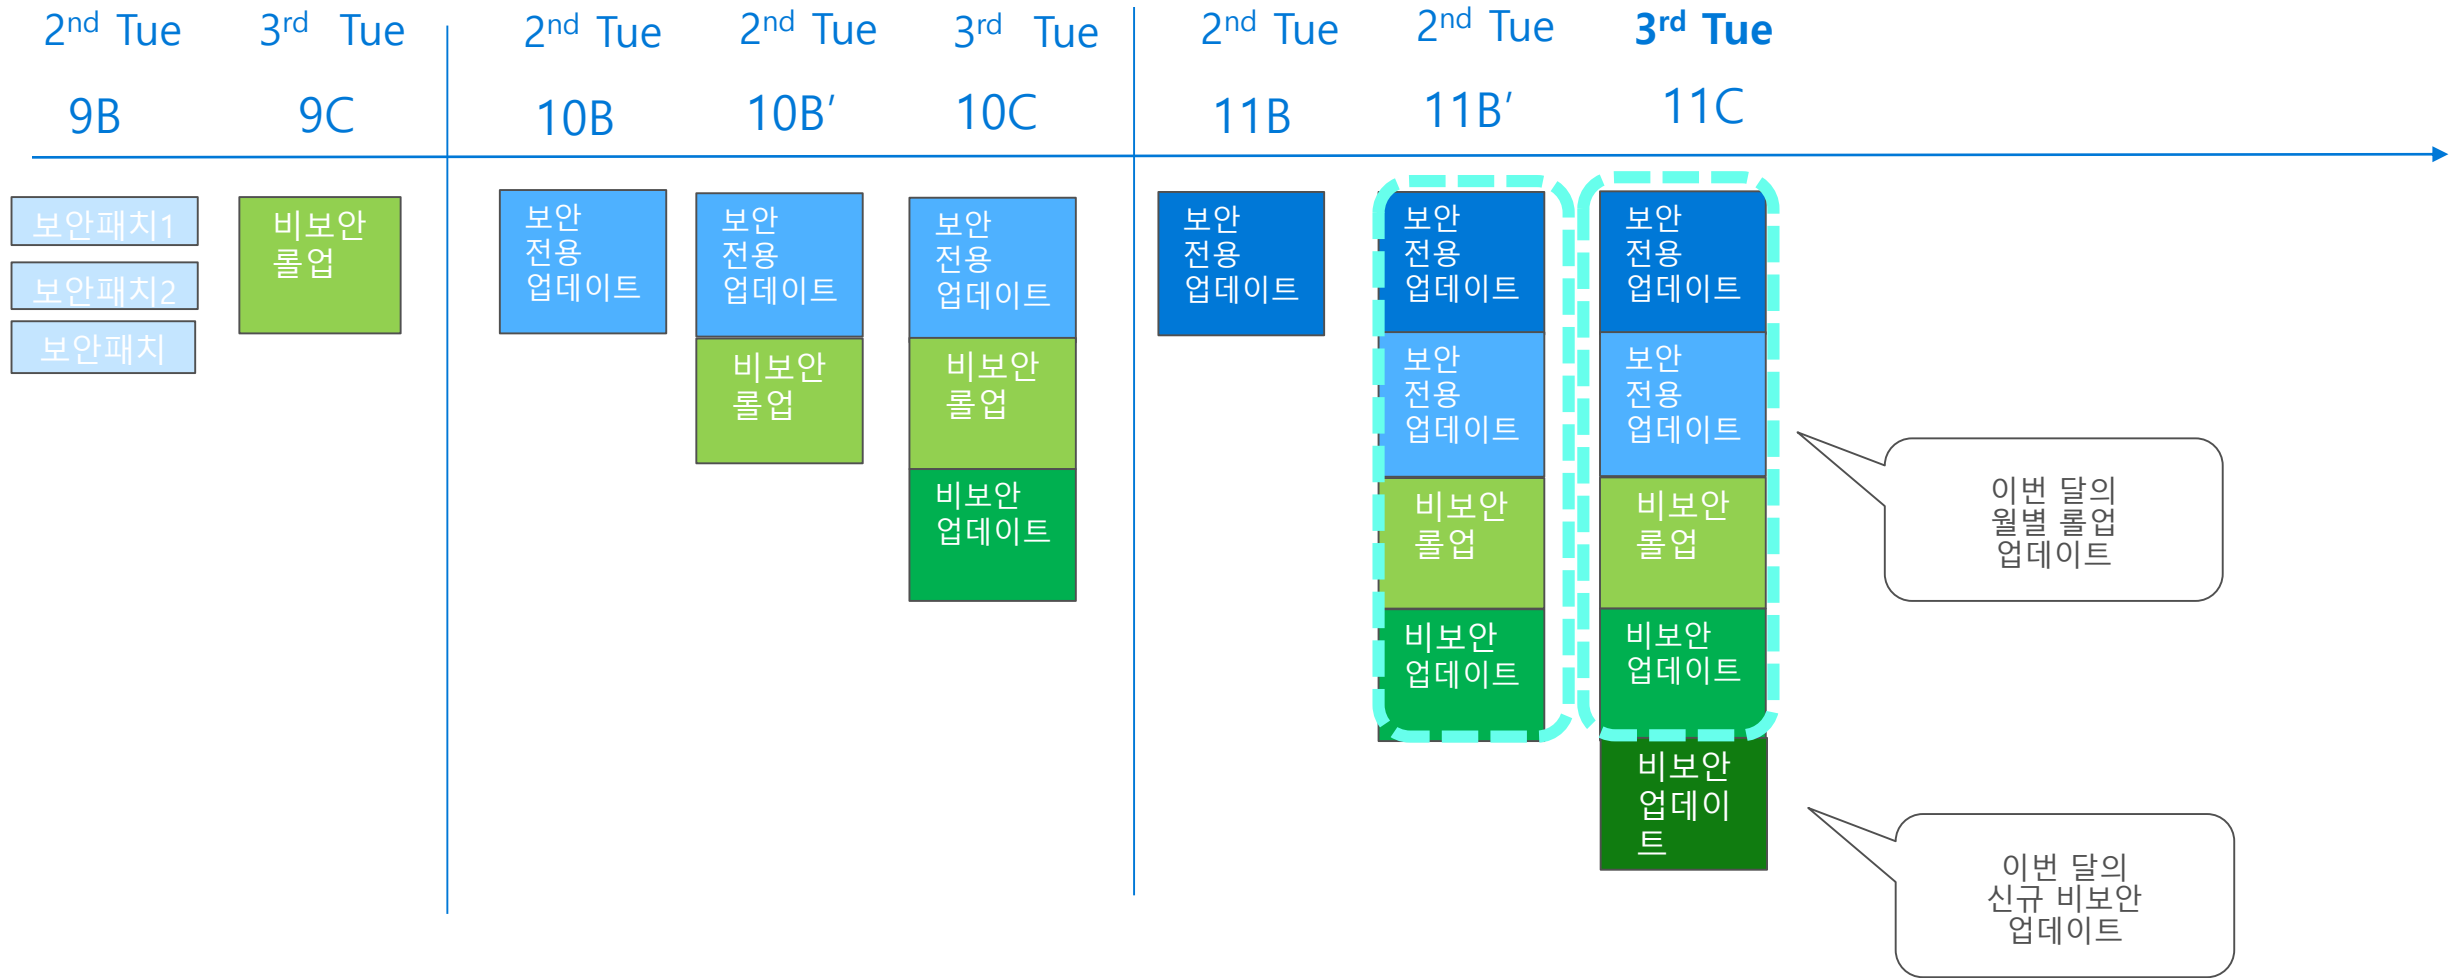 2nd Tue
3rd Tue
2nd Tue
2nd Tue
3rd Tue
2nd Tue
2nd Tue
3rd Tue
9B
9C
10B
10B’
10C
11B
11B’
11C
보안패치1
보안패치2
보안패치
비보안
롤업
보안
전용
업데이트
보안
전용
업데이트
비보안
롤업
보안
전용
업데이트
비보안
롤업
비보안
업데이트
보안
전용
업데이트
보안
전용
업데이트
보안
전용
업데이트
비보안
롤업
비보안
업데이트
보안
전용
업데이트
보안
전용
업데이트
비보안
롤업
비보안
업데이트
비보안
업데이
트
이번 달의
월별 롤업
업데이트
이번 달의
신규 비보안
업데이트